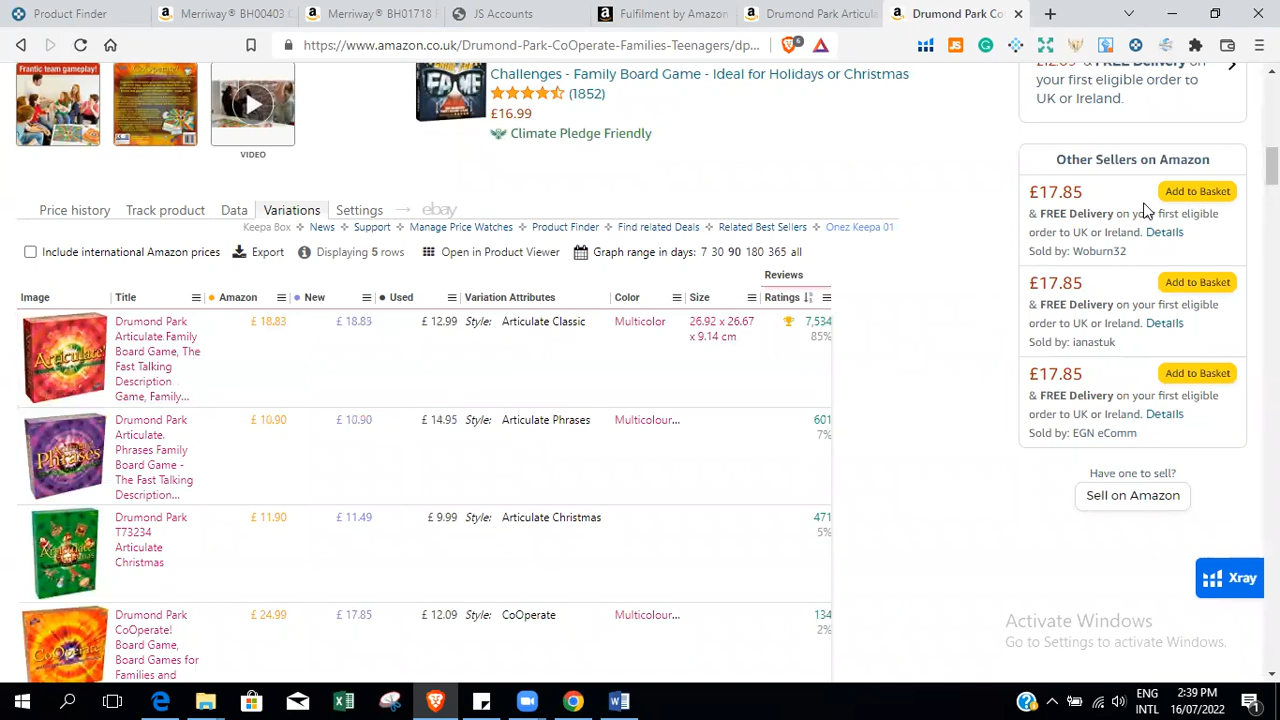 Product Finder
Merriway® BH00403 
Merriway® BH01718 
JS Accounts
Fulfilment by Amazon
Drumond Park Articula
Drumond Park Co
https://www.amazon.co.uk/Drumond-Park-CoOperate-Families-Teenagers/dp...
6
Frantic team gameplay!
VIDEO
Challenges - Family Board Game - Ideal for Holidays or Christmas
(1852)
£16.99
Climate Pledge Friendly
£12.85 & FREE Delivery on
your first eligible order to
UK or Ireland.
Other Sellers on Amazon
£17.85
Add to Basket
& FREE Delivery on your first eligible
order to UK or Ireland. Details
Sold by: Woburn32
£17.85
Add to Basket
& FREE Delivery on your first eligible
order to UK or Ireland. Details
Sold by: ianastuk
£17.85
Add to Basket
& FREE Delivery on your first eligible
order to UK or Ireland. Details
Sold by: EGN eComm
Have one to sell?
Sell on Amazon
Price history Track product Data Variations Settings → ebay
Keepa Box News Support Manage Price Watches Product Finder Find related Deals Related Best Sellers Onez Keepa 01
Include international Amazon prices Export Displaying 5 rows Open in Product Viewer Graph range in days: 7 30 90 180 365 all
Reviews
Image Title Amazon New Used Variation Attributes Color Size Ratings
Drumond Park
Articulate Family
Board Game, The
Fast Talking
Description
Game, Family...
£ 18.83 £ 18.83 £ 12.99 Style: Articulate Classic Multicolor 26.92 x 26.67
x 9.14 cm
7,534
85%
Articulate!
Drumond Park
Articulate.
Phrases Family
Board Game -
The Fast Talking
Description...
£ 10.90 £ 10.90 £ 14.95 Style: Articulate Phrases Multicolour... 601
7%
Phrases
Drumond Park
T73234
Articulate
Christmas
£ 11.90 £ 11.49 £ 9.99 Style: Articulate Christmas 471
5%
Drumond Park
CoOperate!
Board Game,
Board Games for
Families and
£ 24.99 £ 17.85 £ 12.09 Style: CoOperate Multicolour... 134
2%
CoOperate!
Xray
Activate Windows
Go to Settings to activate Windows.
ENG
INTL
2:39 PM
16/07/2022
1